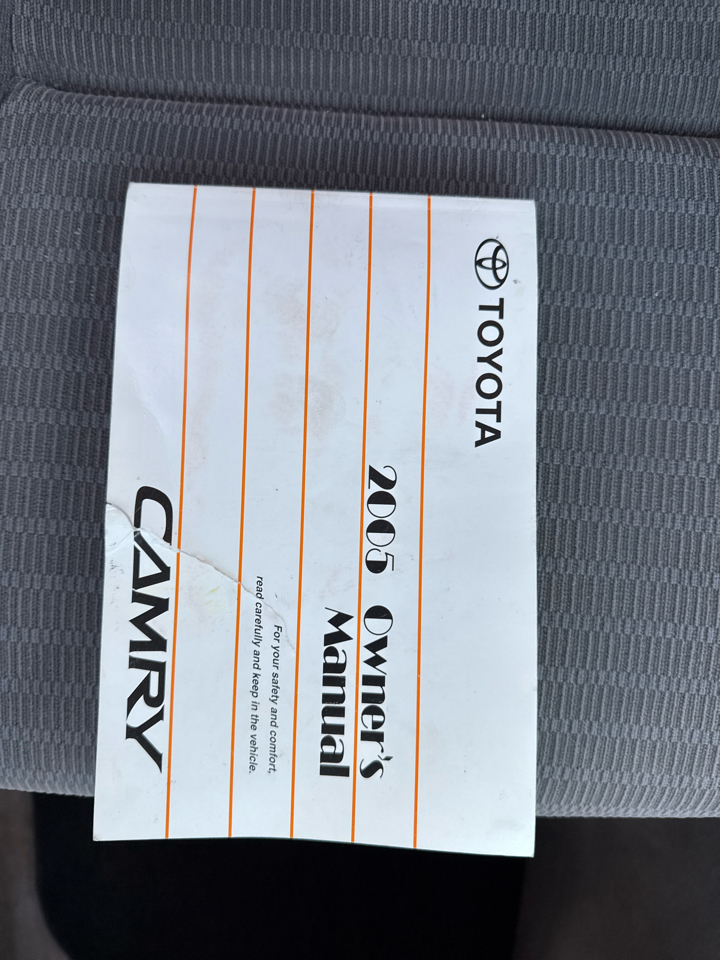 TOYOTA
2005 Owner's
Manual
For your safety and comfort,
read carefully and keep in the vehicle.
CAMRY